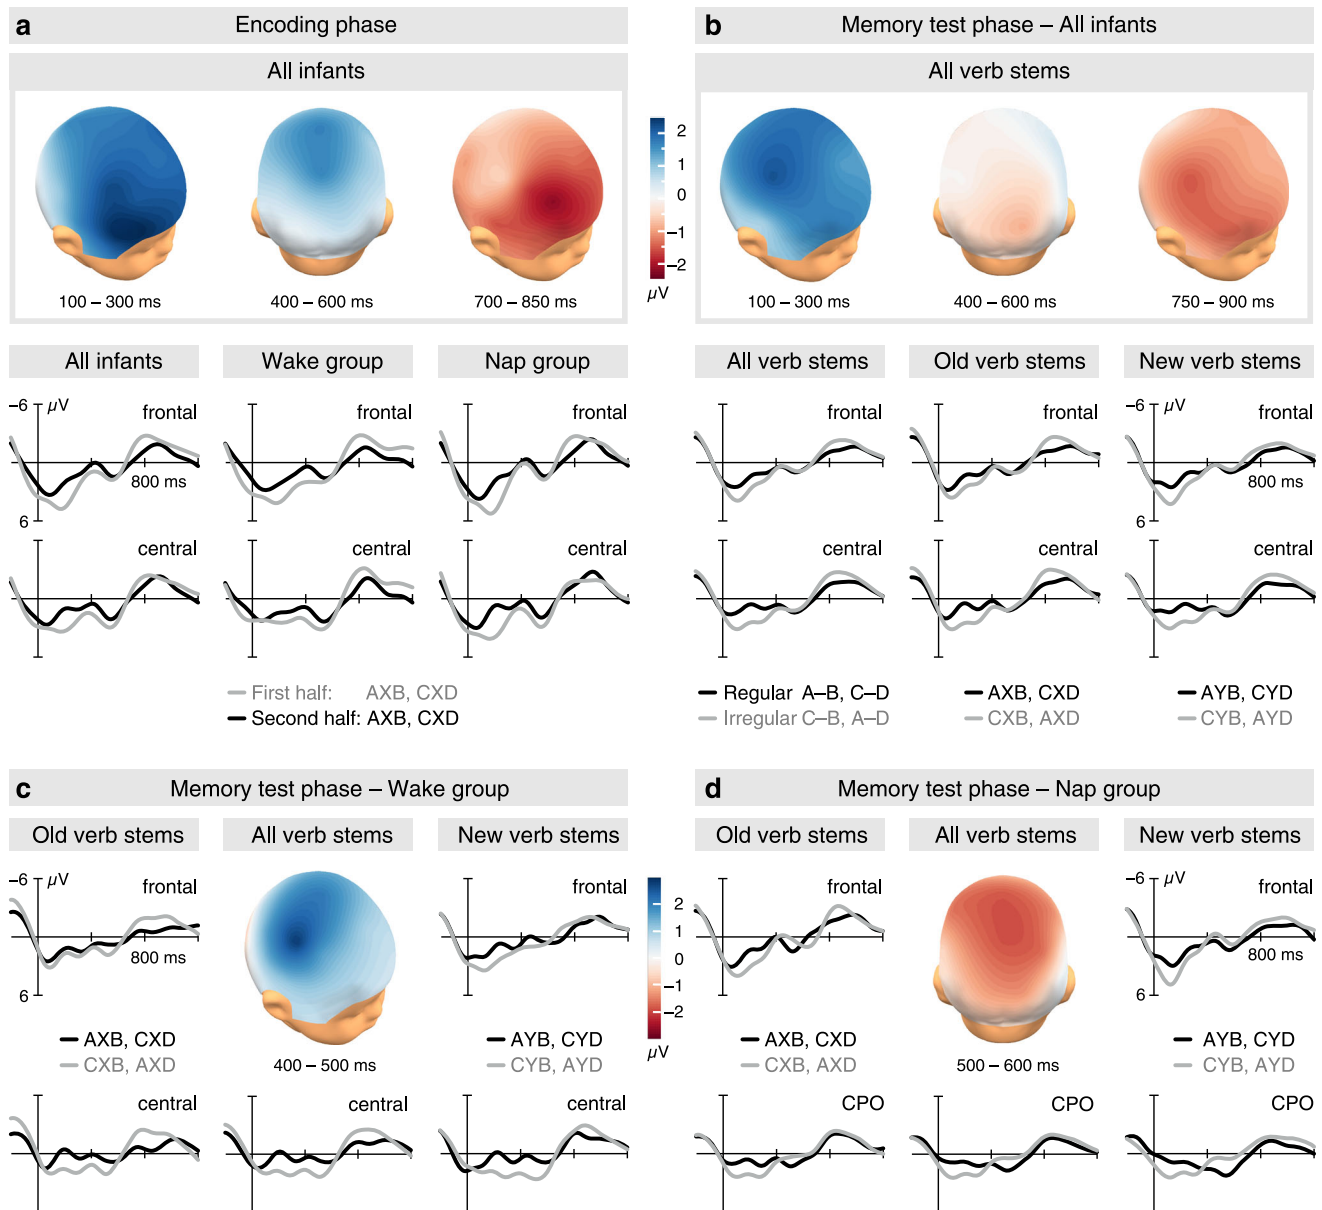 a Encoding phase
All infants
100 – 300 ms
400 – 600 ms
700 – 850 ms
2
1
0
−1
−2
µV
b Memory test phase – All infants
All verb stems
100 – 300 ms
400 – 600 ms
750 – 900 ms
All infants
Wake group
Nap group
−6
µV
frontal
800 ms
6
frontal
frontal
central
central
central
First half: AXB, CXD
Second half: AXB, CXD
All verb stems
Old verb stems
New verb stems
frontal
frontal
−6
µV
frontal
800 ms
6
central
central
central
Regular A–B, C–D
Irregular C–B, A–D
AXB, CXD
CXB, AXD
AYB, CYD
CYB, AYD
c Memory test phase – Wake group
Old verb stems
All verb stems
New verb stems
−6
µV
frontal
800 ms
6
frontal
AXB, CXD
CXB, AXD
400 – 500 ms
AYB, CYD
CYB, AYD
central
central
central
2
1
0
−1
−2
µV
d Memory test phase – Nap group
Old verb stems
All verb stems
New verb stems
frontal
−6
µV
frontal
800 ms
6
AXB, CXD
CXB, AXD
500 – 600 ms
AYB, CYD
CYB, AYD
CPO
CPO
CPO